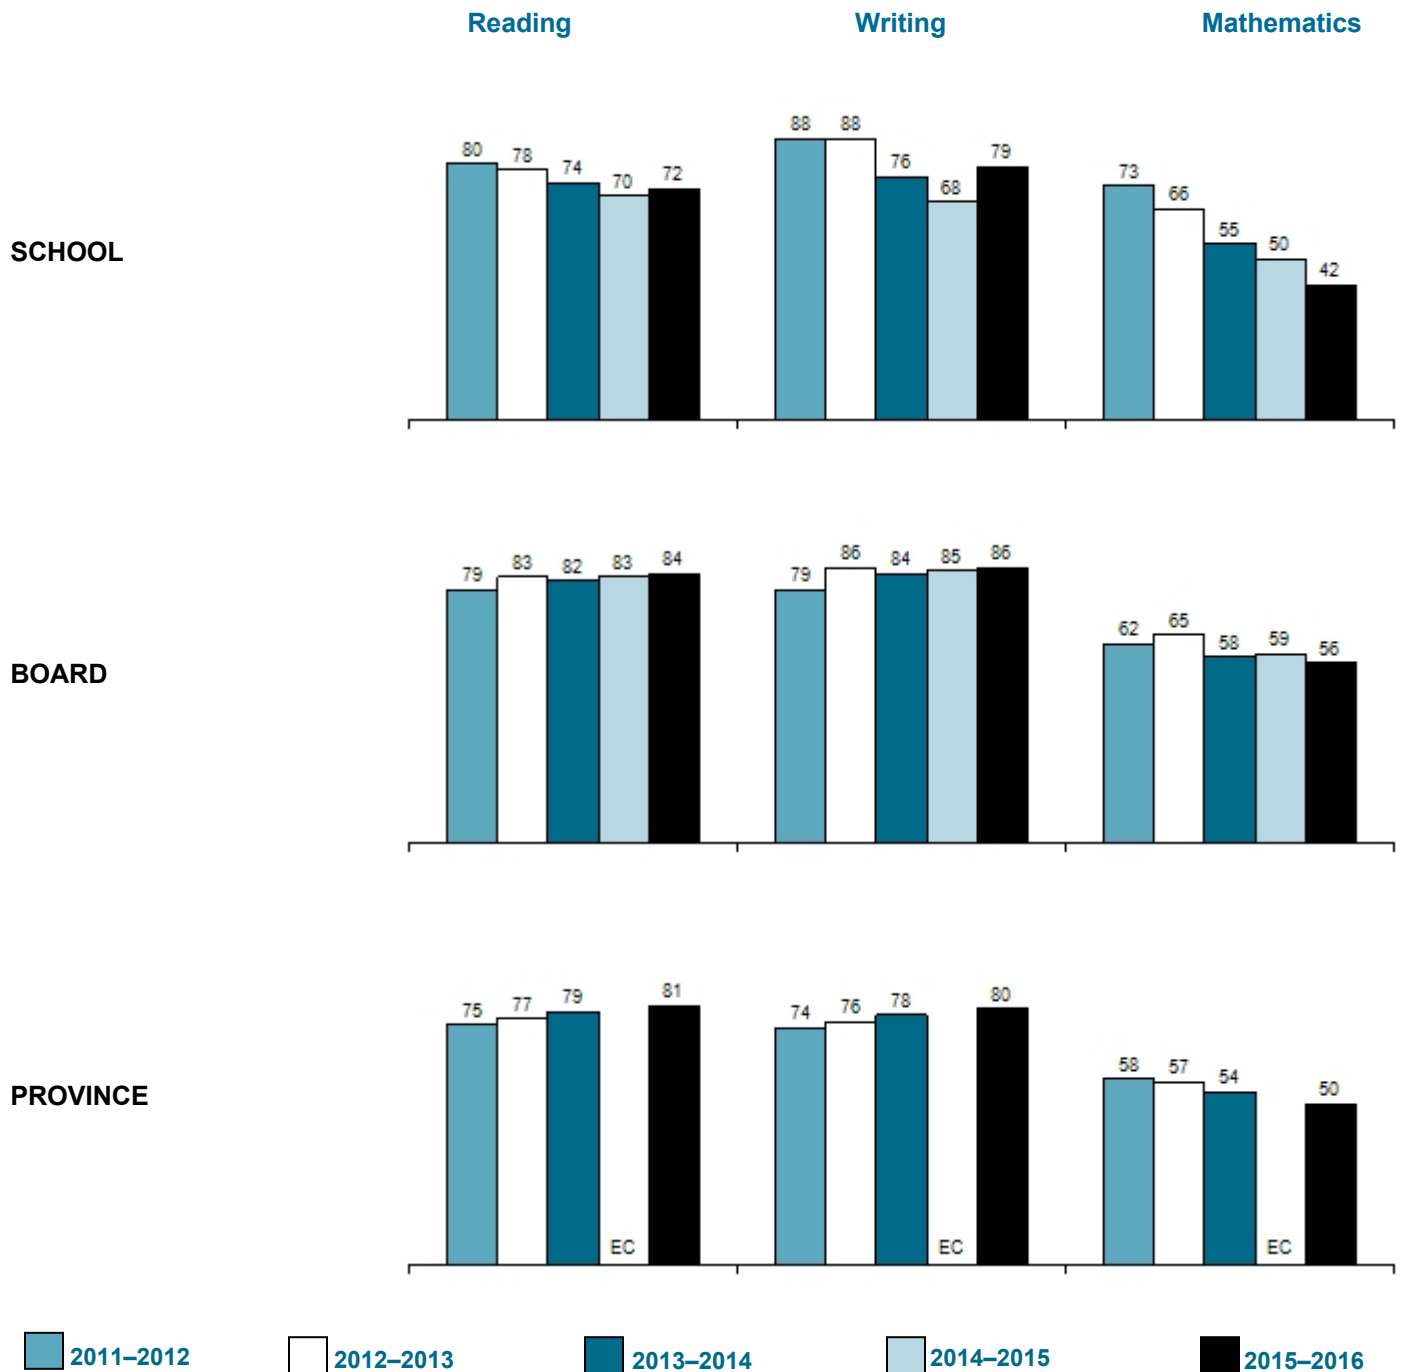 Reading Writing Mathematics
SCHOOL
80 78 74 70 72
88 88 76 68 79
73 66 55 50 42
BOARD
79 83 82 83 84
79 86 84 85 86
62 65 58 59 56
PROVINCE
75 77 79 EC 81
74 76 78 EC 80
58 57 54 EC 50
2011–2012 2012–2013 2013–2014 2014–2015 2015–2016